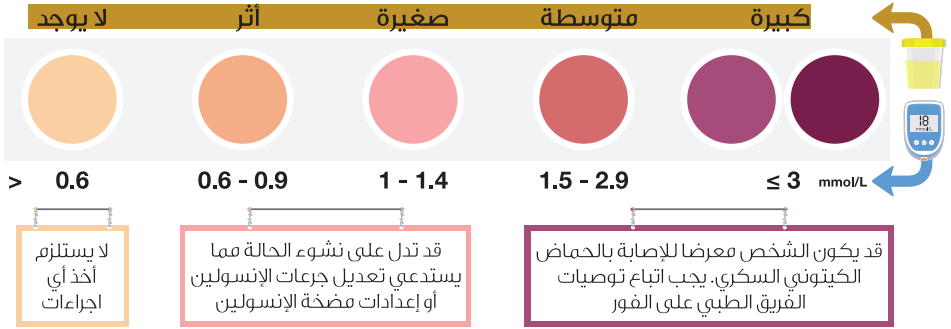 كبيرة
متوسطة
صغيرة
أثر
لا يوجد
18
mmol/L
mmol/L
≤ 3
1.5 - 2.9
1 - 1.4
0.6 - 0.9
> 0.6
قد يكون الشخص معرضا للإصابة بالحماض
الكيتوني السكري. يجب اتباع توصيات
الفريق الطبي على الفور
قد تدل على نشوء الحالة مما
يستدعي تعديل جرعات الإنسولين
أو إعدادات مضخة الإنسولين
لا يستلزم
أخذ أي
اجراءات